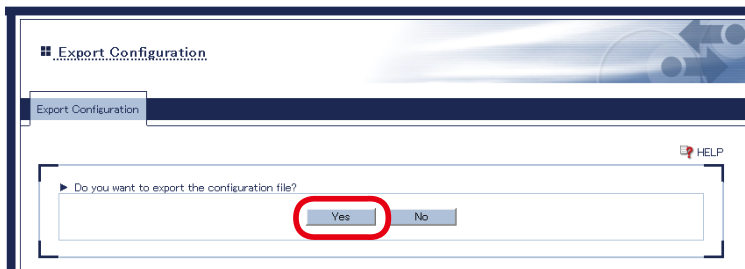 Export Configuration
Export Configuration
HELP
Do you want to export the configuration file?
Yes No